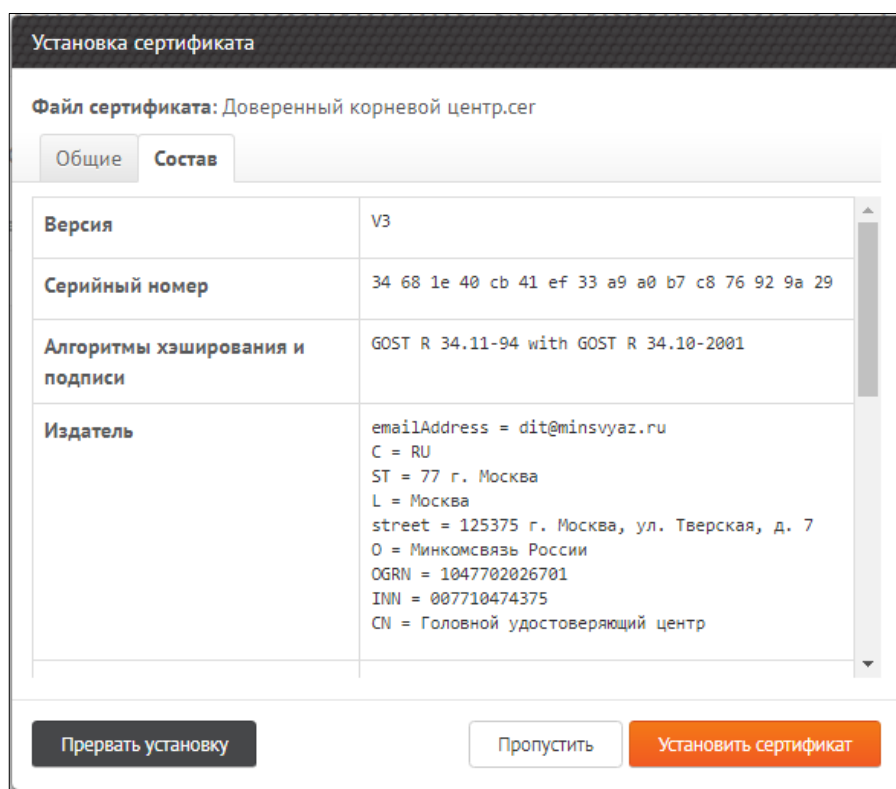 Установка сертификата
Файл сертификата: Доверенный корневой центр.cer
Общие Состав
Версия V3
Серийный номер 34 68 1e 40 cb 41 ef 33 a9 a0 b7 c8 76 92 9a 29
Алгоритмы хэширования и GOST R 34.11-94 with GOST R 34.10-2001
подписи
Издатель emailAddress = dit@minsvyaz.ru
C = RU
ST = 77 г. Москва
L = Москва
street = 125375 г. Москва, ул. Тверская, д. 7
O = Минкомсвязь России
OGRN = 1047702026701
INN = 007710474375
CN = Головной удостоверяющий центр
Прервать установку Пропустить Установить сертификат